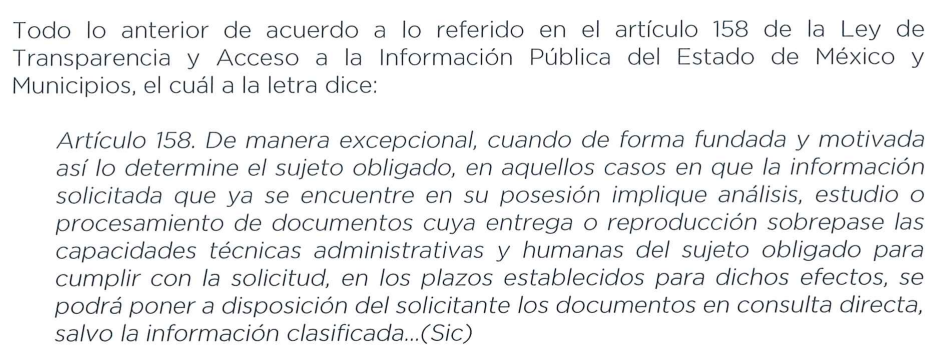 Todo lo anterior de acuerdo a lo referido en el artículo 158 de la Ley de
Transparencia y Acceso a la Información Pública del Estado de México y
Municipios, el cuál a la letra dice:
Artículo 158. De manera excepcional, cuando de forma fundada y motivada
así lo determine el sujeto obligado, en aquellos casos en que la información
solicitada que ya se encuentre en su posesión implique análisis, estudio o
procesamiento de documentos cuya entrega o reproducción sobrepase las
capacidades técnicas administrativas y humanas del sujeto obligado para
cumplir con la solicitud, en los plazos establecidos para dichos efectos, se
podrá poner a disposición del solicitante los documentos en consulta directa,
salvo la información clasificada...(Sic)